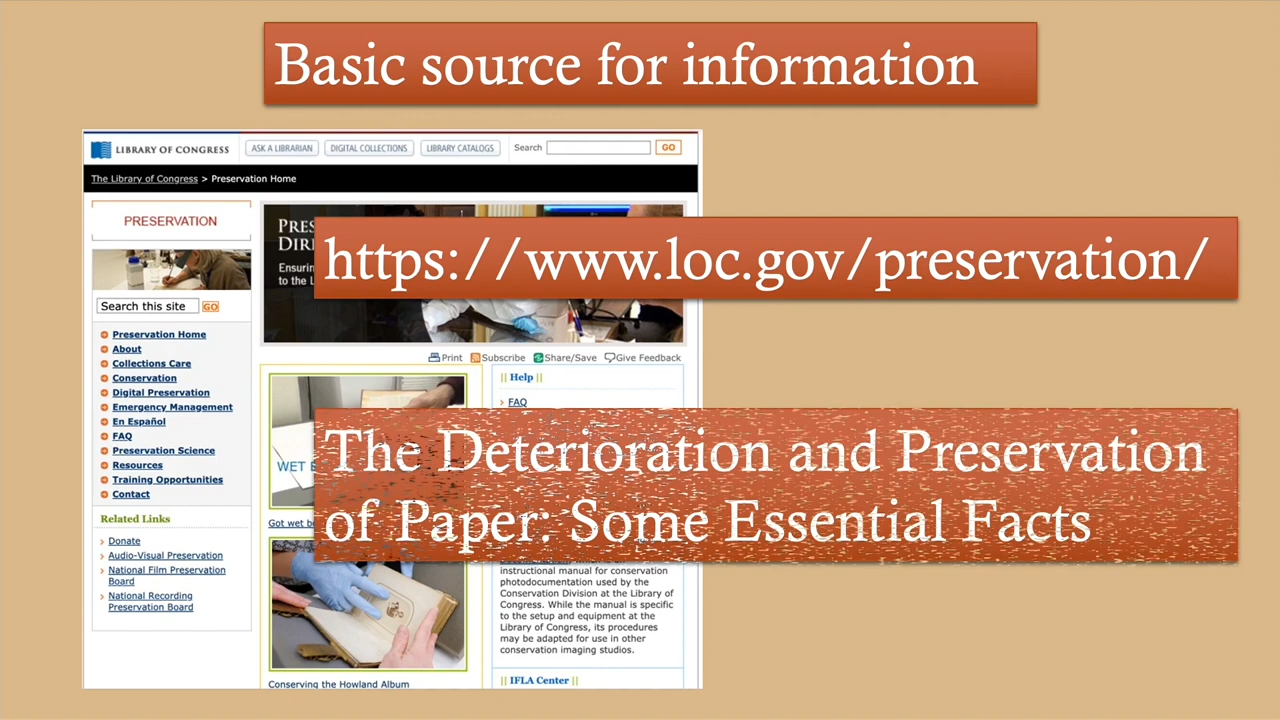 Basic source for information
LIBRARY OF CONGRESS
ASK A LIBRARIAN
DIGITAL COLLECTIONS
LIBRARY CATALOGS
Search
GO
The Library of Congress > Preservation Home
PRESERVATION
Search this site GO
Preservation Home
About
Collections Care
Conservation
Digital Preservation
Emergency Management
En Español
FAQ
Preservation Science
Resources
Training Opportunities
Contact
Related Links
Donate
Audio-Visual Preservation
National Film Preservation
Board
National Recording
Preservation Board
https://www.loc.gov/preservation/
Print Subscribe Share/Save Give Feedback
|| Help ||
FAQ
WET
The Deterioration and Preservation
of Paper: Some Essential Facts
Got wet
instructional manual for conservation
photodocumentation used by the
Conservation Division at the Library of
Congress. While the manual is specific
to the setup and equipment at the
Library of Congress, its procedures
may be adapted for use in other
conservation imaging studios.
Conserving the Howland Album
|| IFLA Center ||